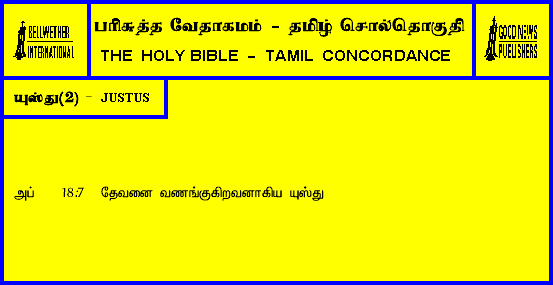 BELLWETHER
INTERNATIONAL
பரிசுத்த வேதாகமம் - தமிழ் சொல்தொகுதி
THE HOLY BIBLE - TAMIL CONCORDANCE
GOOD NEWS
PUBLISHERS
யுஸ்து(2) - JUSTUS
அப் 18:7 தேவனை வணங்குகிறவனாகிய யுஸ்து